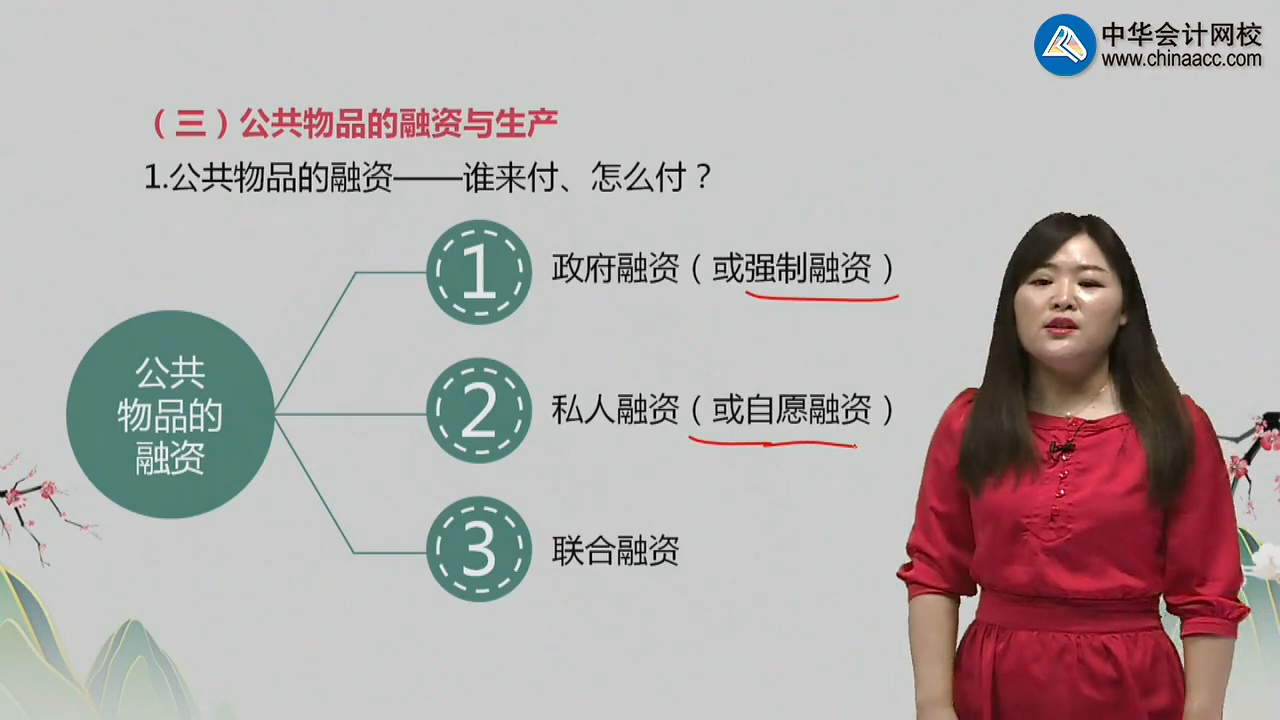 中华会计网校
www.chinaacc.com
（三）公共物品的融资与生产
1.公共物品的融资——谁来付、怎么付？
1 政府融资（或强制融资）
公共
物品的
融资
2 私人融资（或自愿融资）
3 联合融资